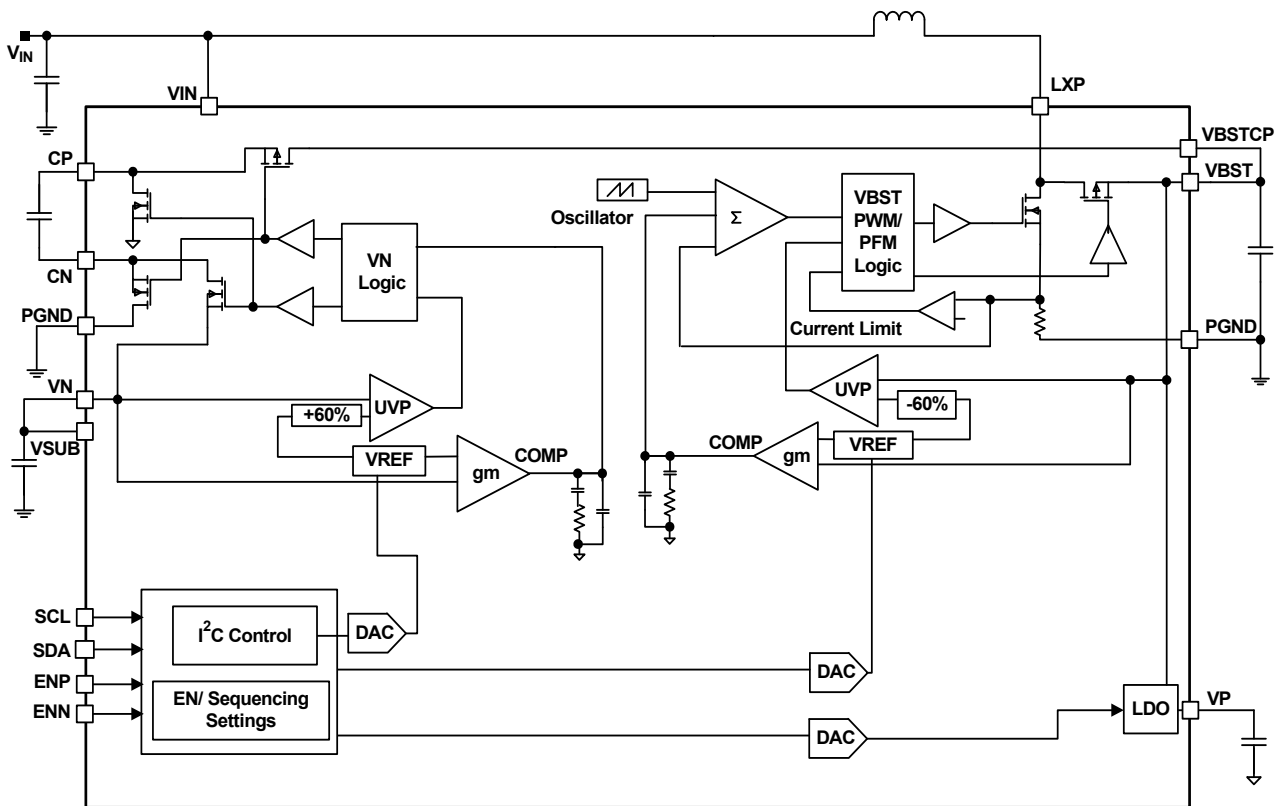 V_IN
VIN
LXP
CP
VBSTCP
VBST
Oscillator
Σ
VBST
PWM/
PFM
Logic
VN
Logic
CN
PGND
Current Limit
PGND
VN
+60%
UVP
UVP
-60%
VSUB
VREF
gm
COMP
COMP
gm
VREF
SCL
I²C Control
DAC
SDA
DAC
ENP
EN/ Sequencing
Settings
ENN
DAC
LDO
VP